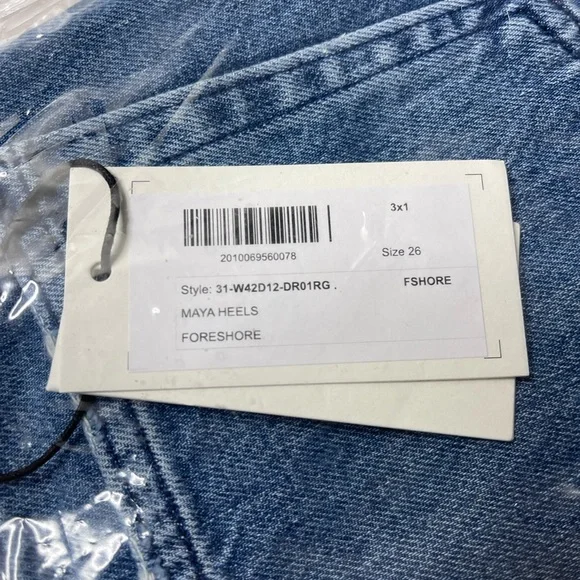 3x1
2010069560078
Size 26
Style: 31-W42D12-DR01RG .
FSHORE
MAYA HEELS
FORESHORE